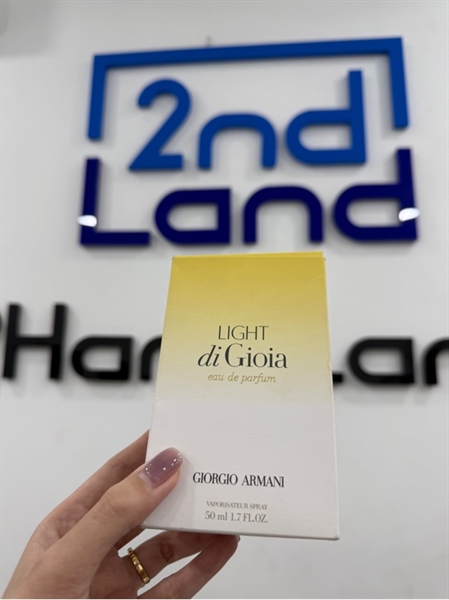 2nd
Land
LIGHT
di Gioia
eau de parfum
GIORGIO ARMANI
VAPORISATEUR SPRAY
50 ml 1.7 FL.OZ.